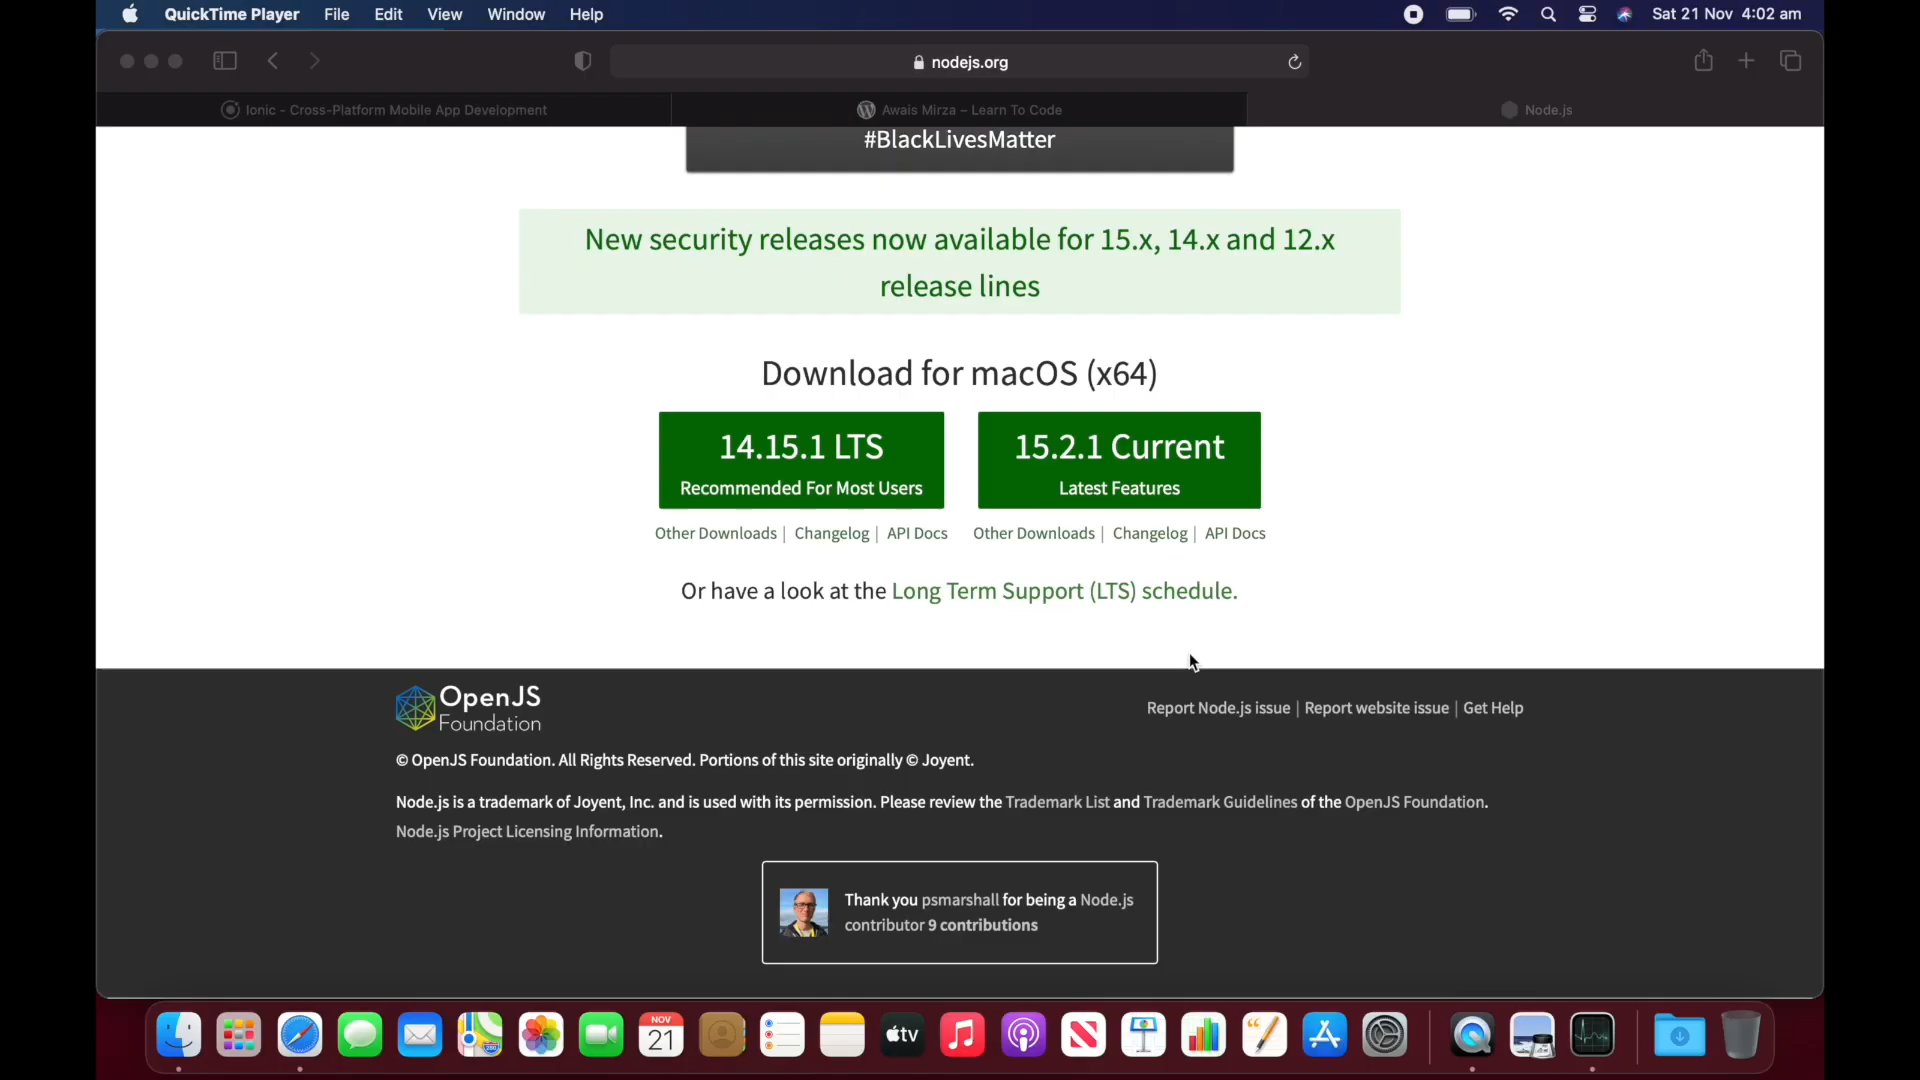 QuickTime Player File Edit View Window Help Sat 21 Nov 4:02 am
nodejs.org
Ionic - Cross-Platform Mobile App Development Awais Mirza – Learn To Code Node.js
#BlackLivesMatter
New security releases now available for 15.x, 14.x and 12.x
release lines
Download for macOS (x64)
14.15.1 LTS 15.2.1 Current
Recommended For Most Users Latest Features
Other Downloads | Changelog | API Docs Other Downloads | Changelog | API Docs
Or have a look at the Long Term Support (LTS) schedule.
OpenJS
Foundation
Report Node.js issue | Report website issue | Get Help
© OpenJS Foundation. All Rights Reserved. Portions of this site originally © Joyent.
Node.js is a trademark of Joyent, Inc. and is used with its permission. Please review the Trademark List and Trademark Guidelines of the OpenJS Foundation.
Node.js Project Licensing Information.
Thank you psmarshall for being a Node.js
contributor 9 contributions
NOV
21
tv